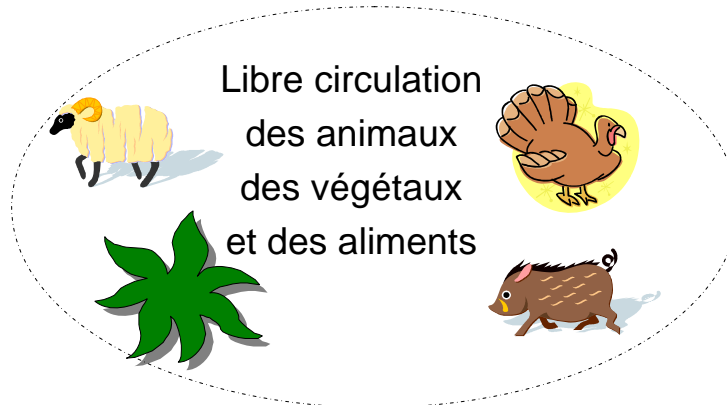 Libre circulation
des animaux
des végétaux
et des aliments